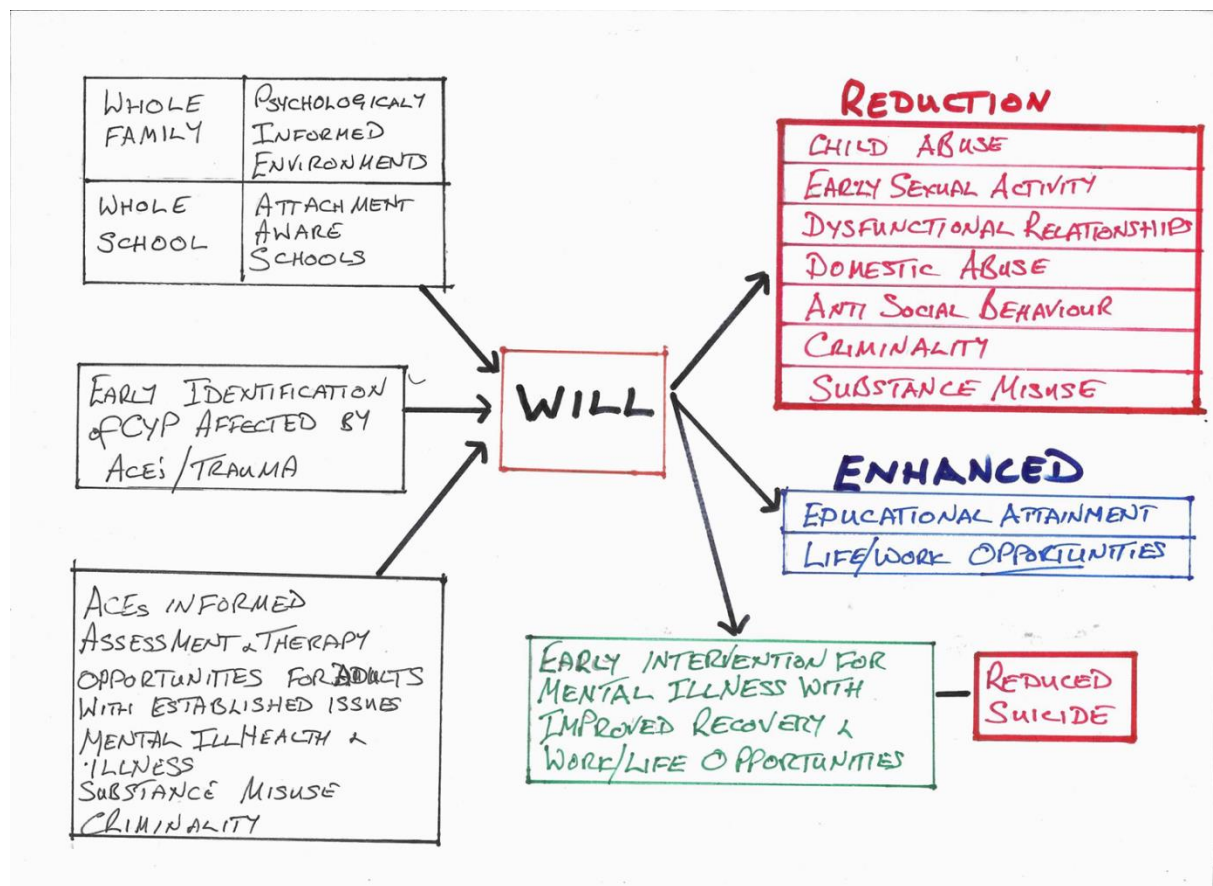 WHOLE
FAMILY
PSYCHOLOGICALY
INFORMED
ENVIRONMENTS
WHOLE
SCHOOL
ATTACHMENT
AWARE
SCHOOLS
EARLY IDENTIFICATION
of CYP AFFECTED BY
ACE's/TRAUMA
ACEs INFORMED
ASSESSMENT & THERAPY
OPPORTUNITIES FOR ADULTS
WITH ESTABLISHED ISSUES
MENTAL ILLHEALTH &
ILLNESS
SUBSTANCE MISUSE
CRIMINALITY
WILL
REDUCTION
CHILD ABUSE
EARLY SEXUAL ACTIVITY
DYSFUNCTIONAL RELATIONSHIPS
DOMESTIC ABUSE
ANTI SOCIAL BEHAVIOUR
CRIMINALITY
SUBSTANCE MISUSE
ENHANCED
EDUCATIONAL ATTAINMENT
LIFE/WORK OPPORTUNITIES
EARLY INTERVENTION FOR
MENTAL ILLNESS WITH
IMPROVED RECOVERY &
WORK/LIFE OPPORTUNITIES
REDUCED
SUICIDE